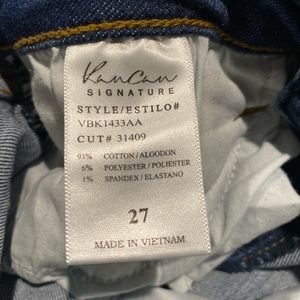 KanCan
SIGNATURE
STYLE/ESTILO#
VBK1433AA
CUT# 31409
93% COTTON/ALGODON
6% POLYESTER/POLIESTER
1% SPANDEX/ELASTANO
27
MADE IN VIETNAM